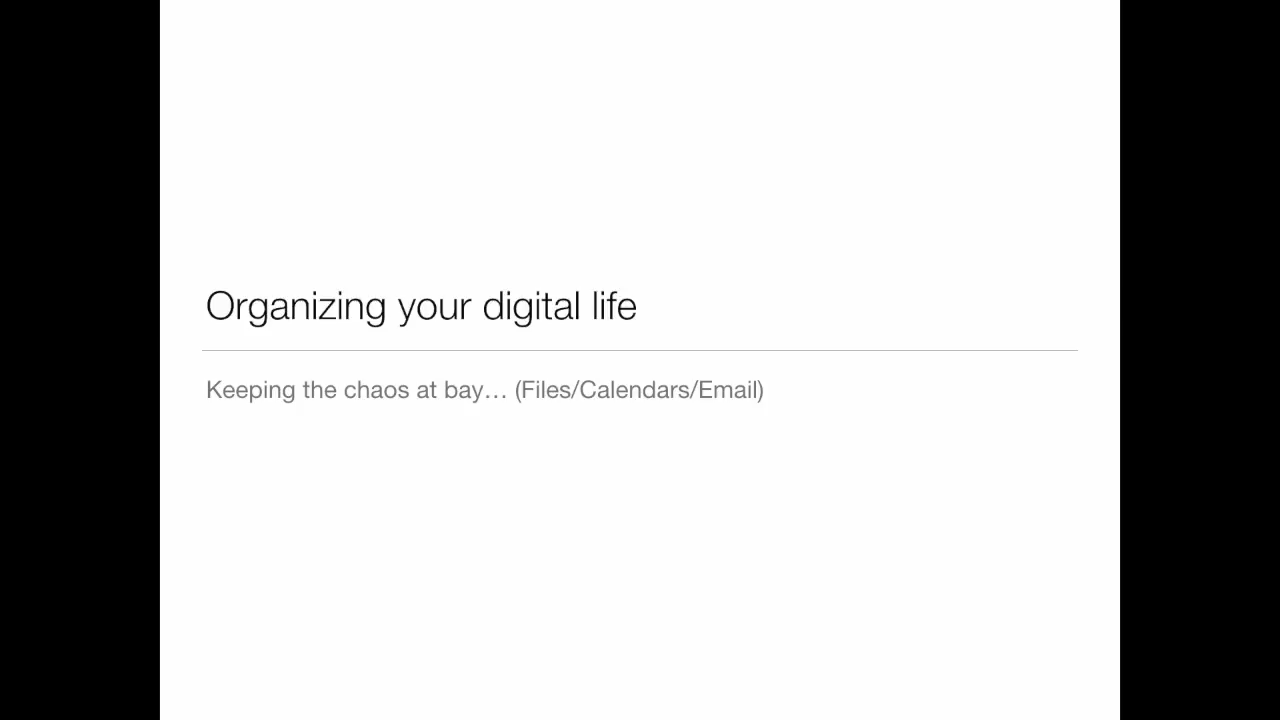 Organizing your digital life
Keeping the chaos at bay… (Files/Calendars/Email)